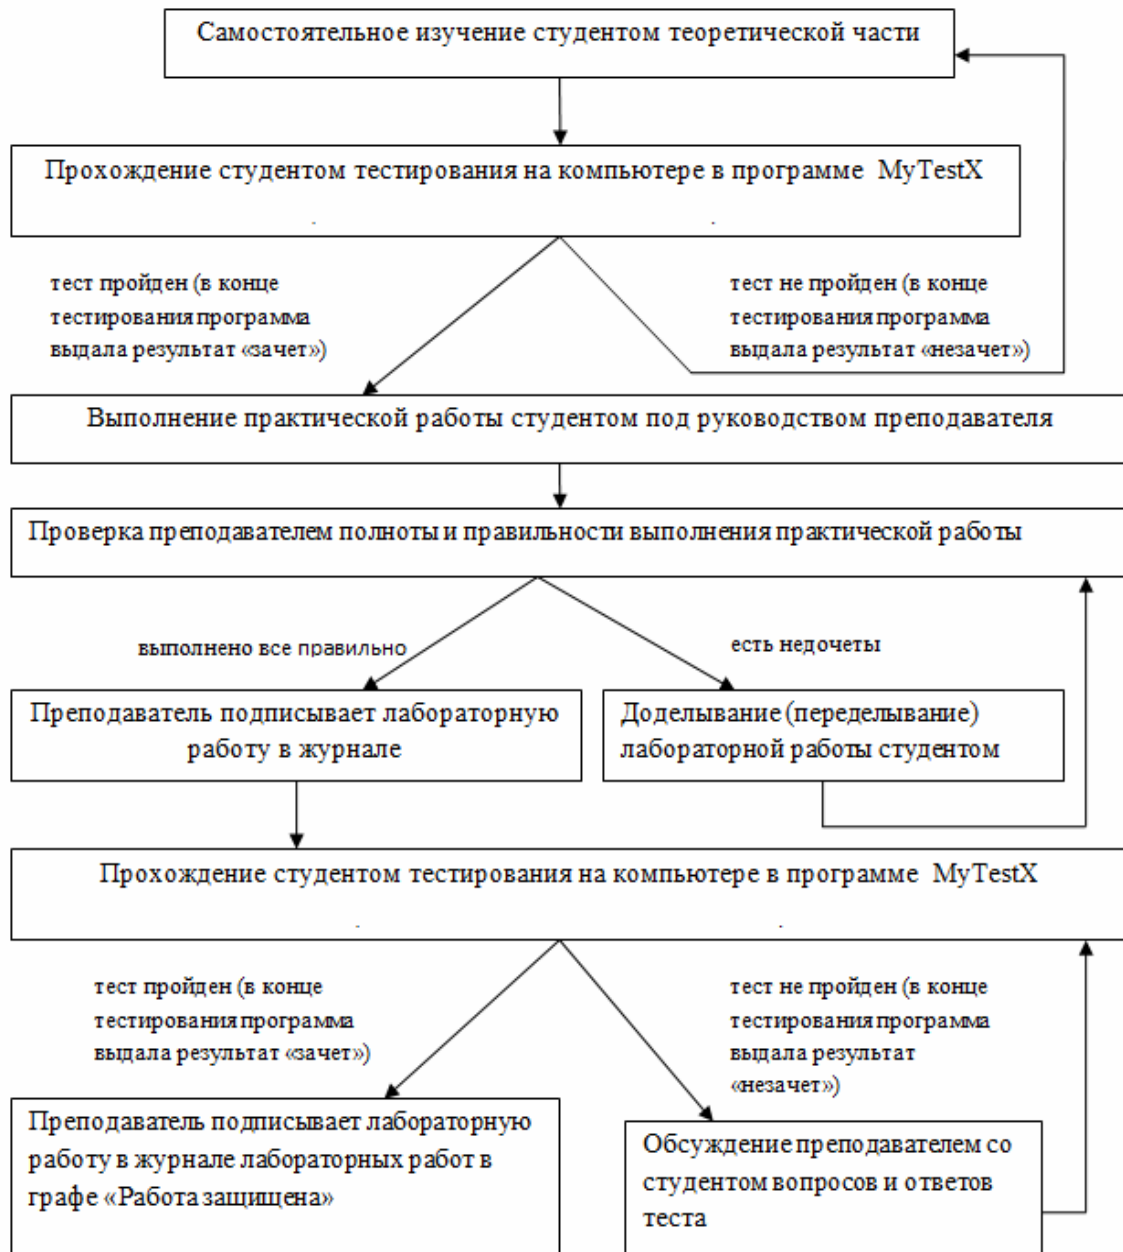 Самостоятельное изучение студентом теоретической части
Прохождение студентом тестирования на компьютере в программе MyTestX
тест пройден (в конце
тестирования программа
выдала результат «зачет»)
тест не пройден (в конце
тестирования программа
выдала результат «незачет»)
Выполнение практической работы студентом под руководством преподавателя
Проверка преподавателем полноты и правильности выполнения практической работы
выполнено все правильно
есть недочеты
Преподаватель подписывает лабораторную
работу в журнале
Доделывание (переделывание)
лабораторной работы студентом
Прохождение студентом тестирования на компьютере в программе MyTestX
тест пройден (в конце
тестирования программа
выдала результат «зачет»)
тест не пройден (в конце
тестирования программа
выдала результат
«незачет»)
Преподаватель подписывает лабораторную
работу в журнале лабораторных работ в
графе «Работа защищена»
Обсуждение преподавателем со
студентом вопросов и ответов
теста